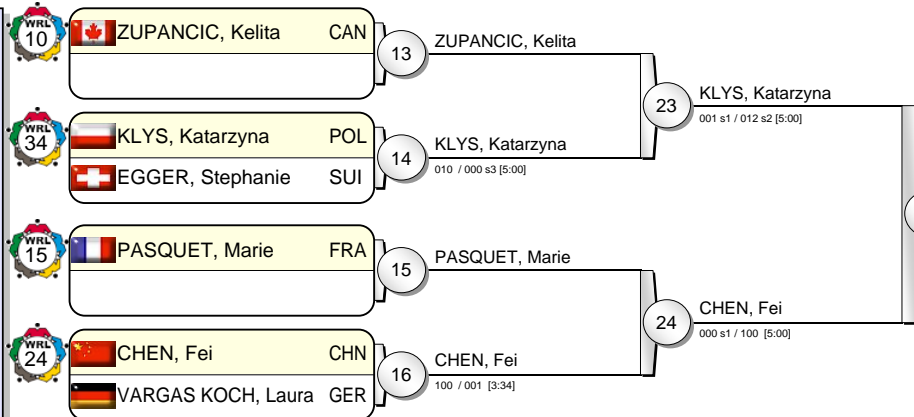 WRL
10
ZUPANCIC, Kelita CAN
13
ZUPANCIC, Kelita
23
KLYS, Katarzyna
001 s1 / 012 s2 [5:00]
WRL
34
KLYS, Katarzyna POL
EGGER, Stephanie SUI
14
KLYS, Katarzyna
010 / 000 s3 [5:00]
WRL
15
PASQUET, Marie FRA
15
PASQUET, Marie
24
CHEN, Fei
000 s1 / 100 [5:00]
WRL
24
CHEN, Fei CHN
VARGAS KOCH, Laura GER
16
CHEN, Fei
100 / 001 [3:34]